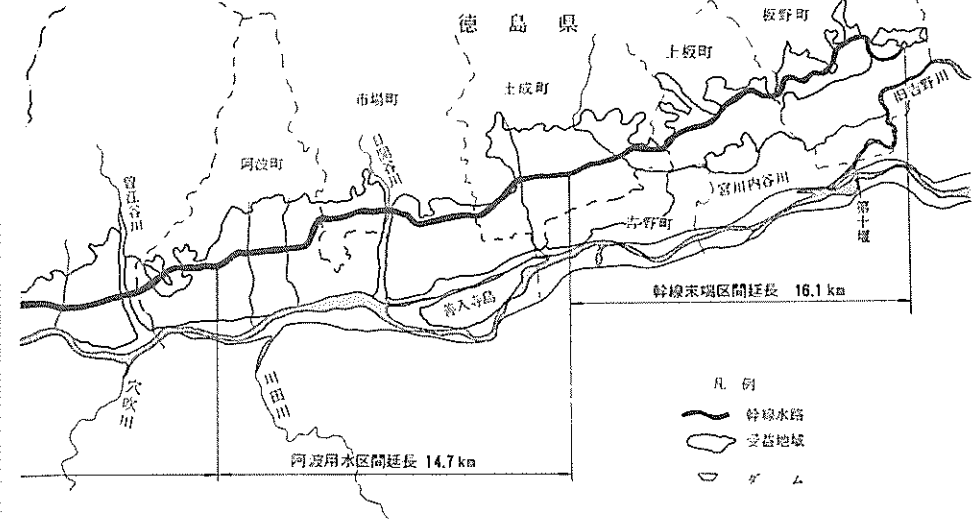 徳島県
板野町
上板町
土成町
市場町
阿波町
日開谷川
曽江谷川
旧吉野川
宮川内谷川
吉野町
第十堰
善入寺島
幹線末端区間延長 16.1 km
穴吹川
川田川
阿波用水区間延長 14.7 km
凡例
幹線水路
受益地域
ダム